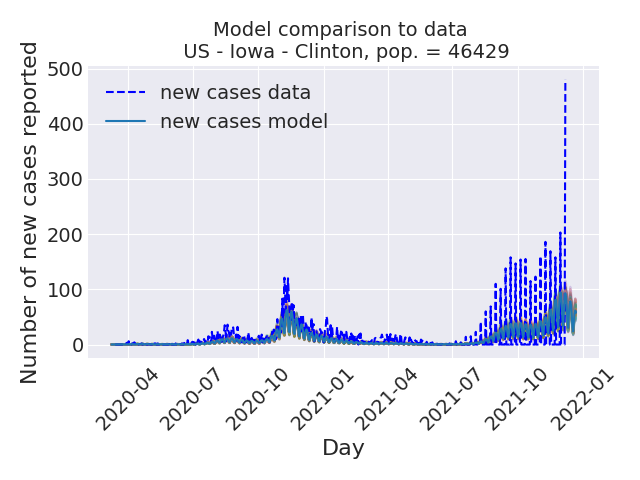 Model comparison to data
US - Iowa - Clinton, pop. = 46429
Number of new cases reported
500
400
300
200
100
0
new cases data
new cases model
2020-04
2020-07
2020-10
2021-01
2021-04
2021-07
2021-10
2022-01
Day